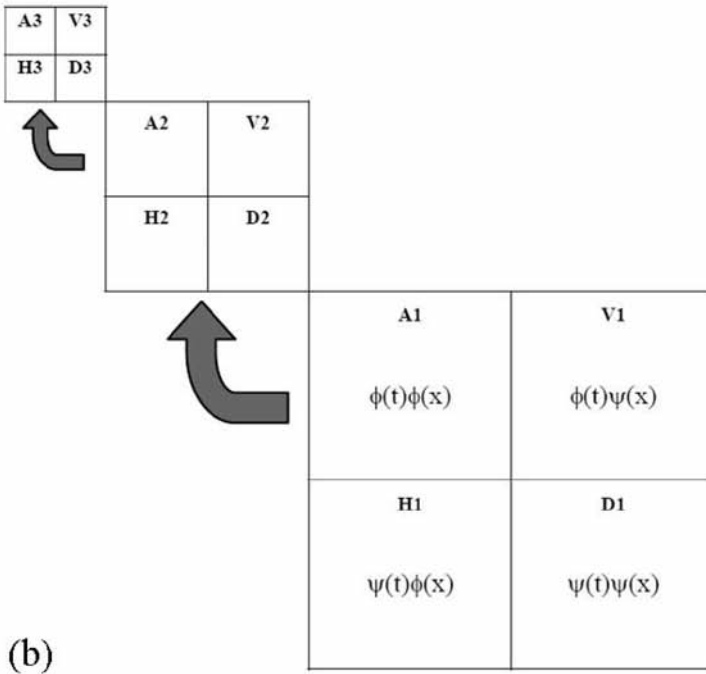 A3 V3
H3 D3
A2 V2
H2 D2
A1 V1
ϕ(t)ϕ(x) ϕ(t)ψ(x)
H1 D1
ψ(t)ϕ(x) ψ(t)ψ(x)
(b)